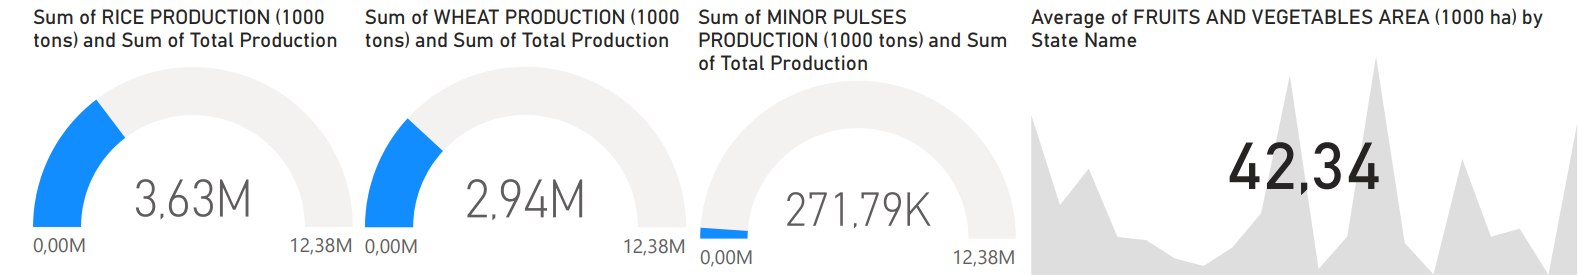 Sum of RICE PRODUCTION (1000
tons) and Sum of Total Production
3,63M
0,00M
12,38M
Sum of WHEAT PRODUCTION (1000
tons) and Sum of Total Production
2,94M
0,00M
12,38M
Sum of MINOR PULSES
PRODUCTION (1000 tons) and Sum
of Total Production
271,79K
0,00M
12,38M
Average of FRUITS AND VEGETABLES AREA (1000 ha) by
State Name
42,34